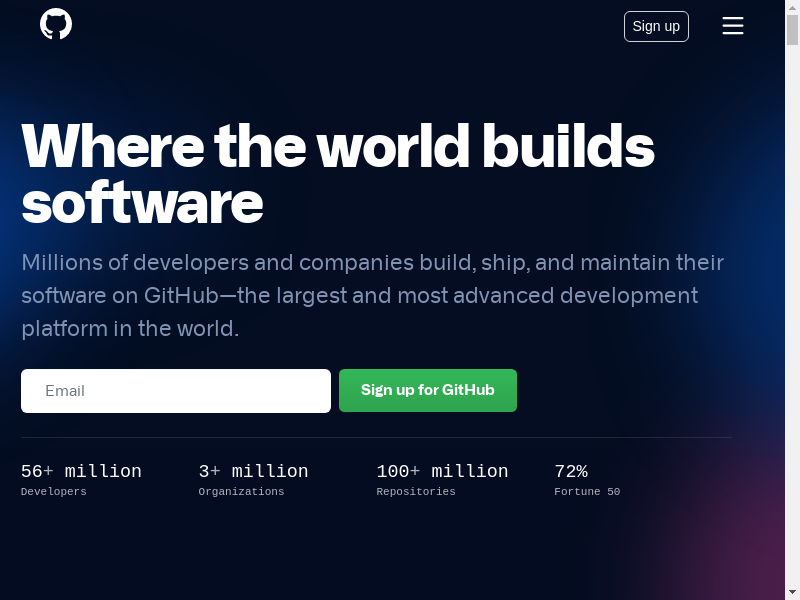 Sign up
Where the world builds
software
Millions of developers and companies build, ship, and maintain their
software on GitHub—the largest and most advanced development
platform in the world.
Email
Sign up for GitHub
56+ million
Developers
3+ million
Organizations
100+ million
Repositories
72%
Fortune 50